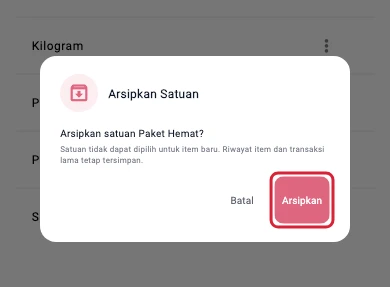 Kilogram
Arsipkan Satuan
P
Arsipkan satuan Paket Hemat?
Satuan tidak dapat dipilih untuk item baru. Riwayat item dan transaksi
lama tetap tersimpan.
P
Batal
Arsipkan
S